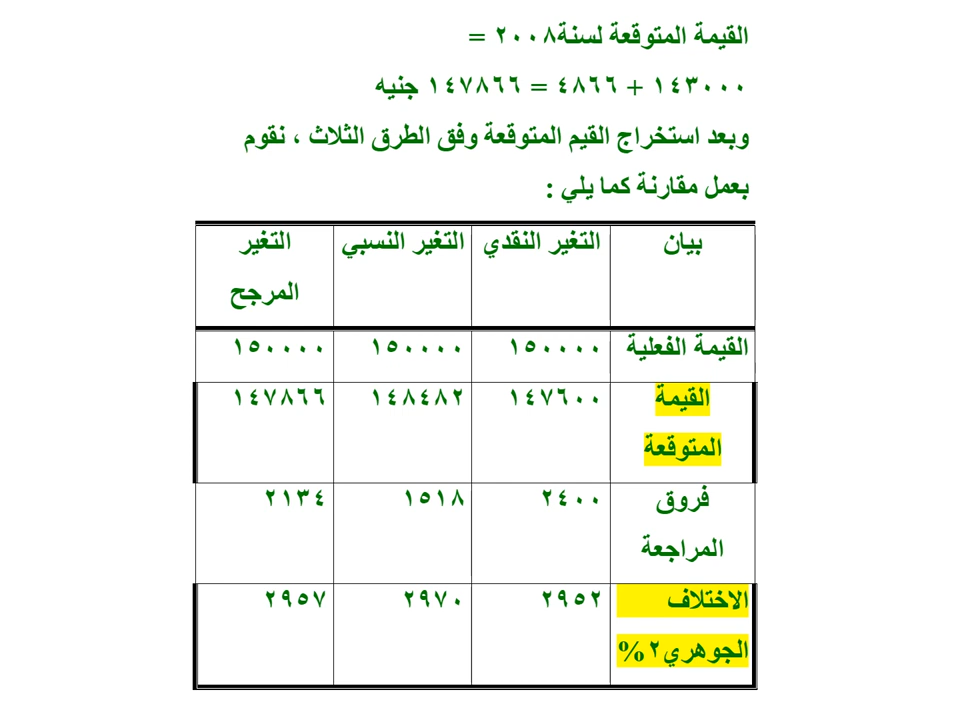 القيمة المتوقعة لسنة٢٠٠٨ =
١٤٣٠٠٠ + ٤٨٦٦ = ١٤٧٨٦٦ جنيه
وبعد استخراج القيم المتوقعة وفق الطرق الثلاث ، نقوم
بعمل مقارنة كما يلي :
بيان التغير النقدي التغير النسبي التغير
المرجح
القيمة الفعلية ١٥٠٠٠٠ ١٥٠٠٠٠ ١٥٠٠٠٠
القيمة ١٤٧٦٠٠ ١٤٨٤٨٢ ١٤٧٨٦٦
المتوقعة
فروق ٢٤٠٠ ١٥١٨ ٢١٣٤
المراجعة
الاختلاف ٢٩٥٢ ٢٩٧٠ ٢٩٥٧
الجوهري٢ %